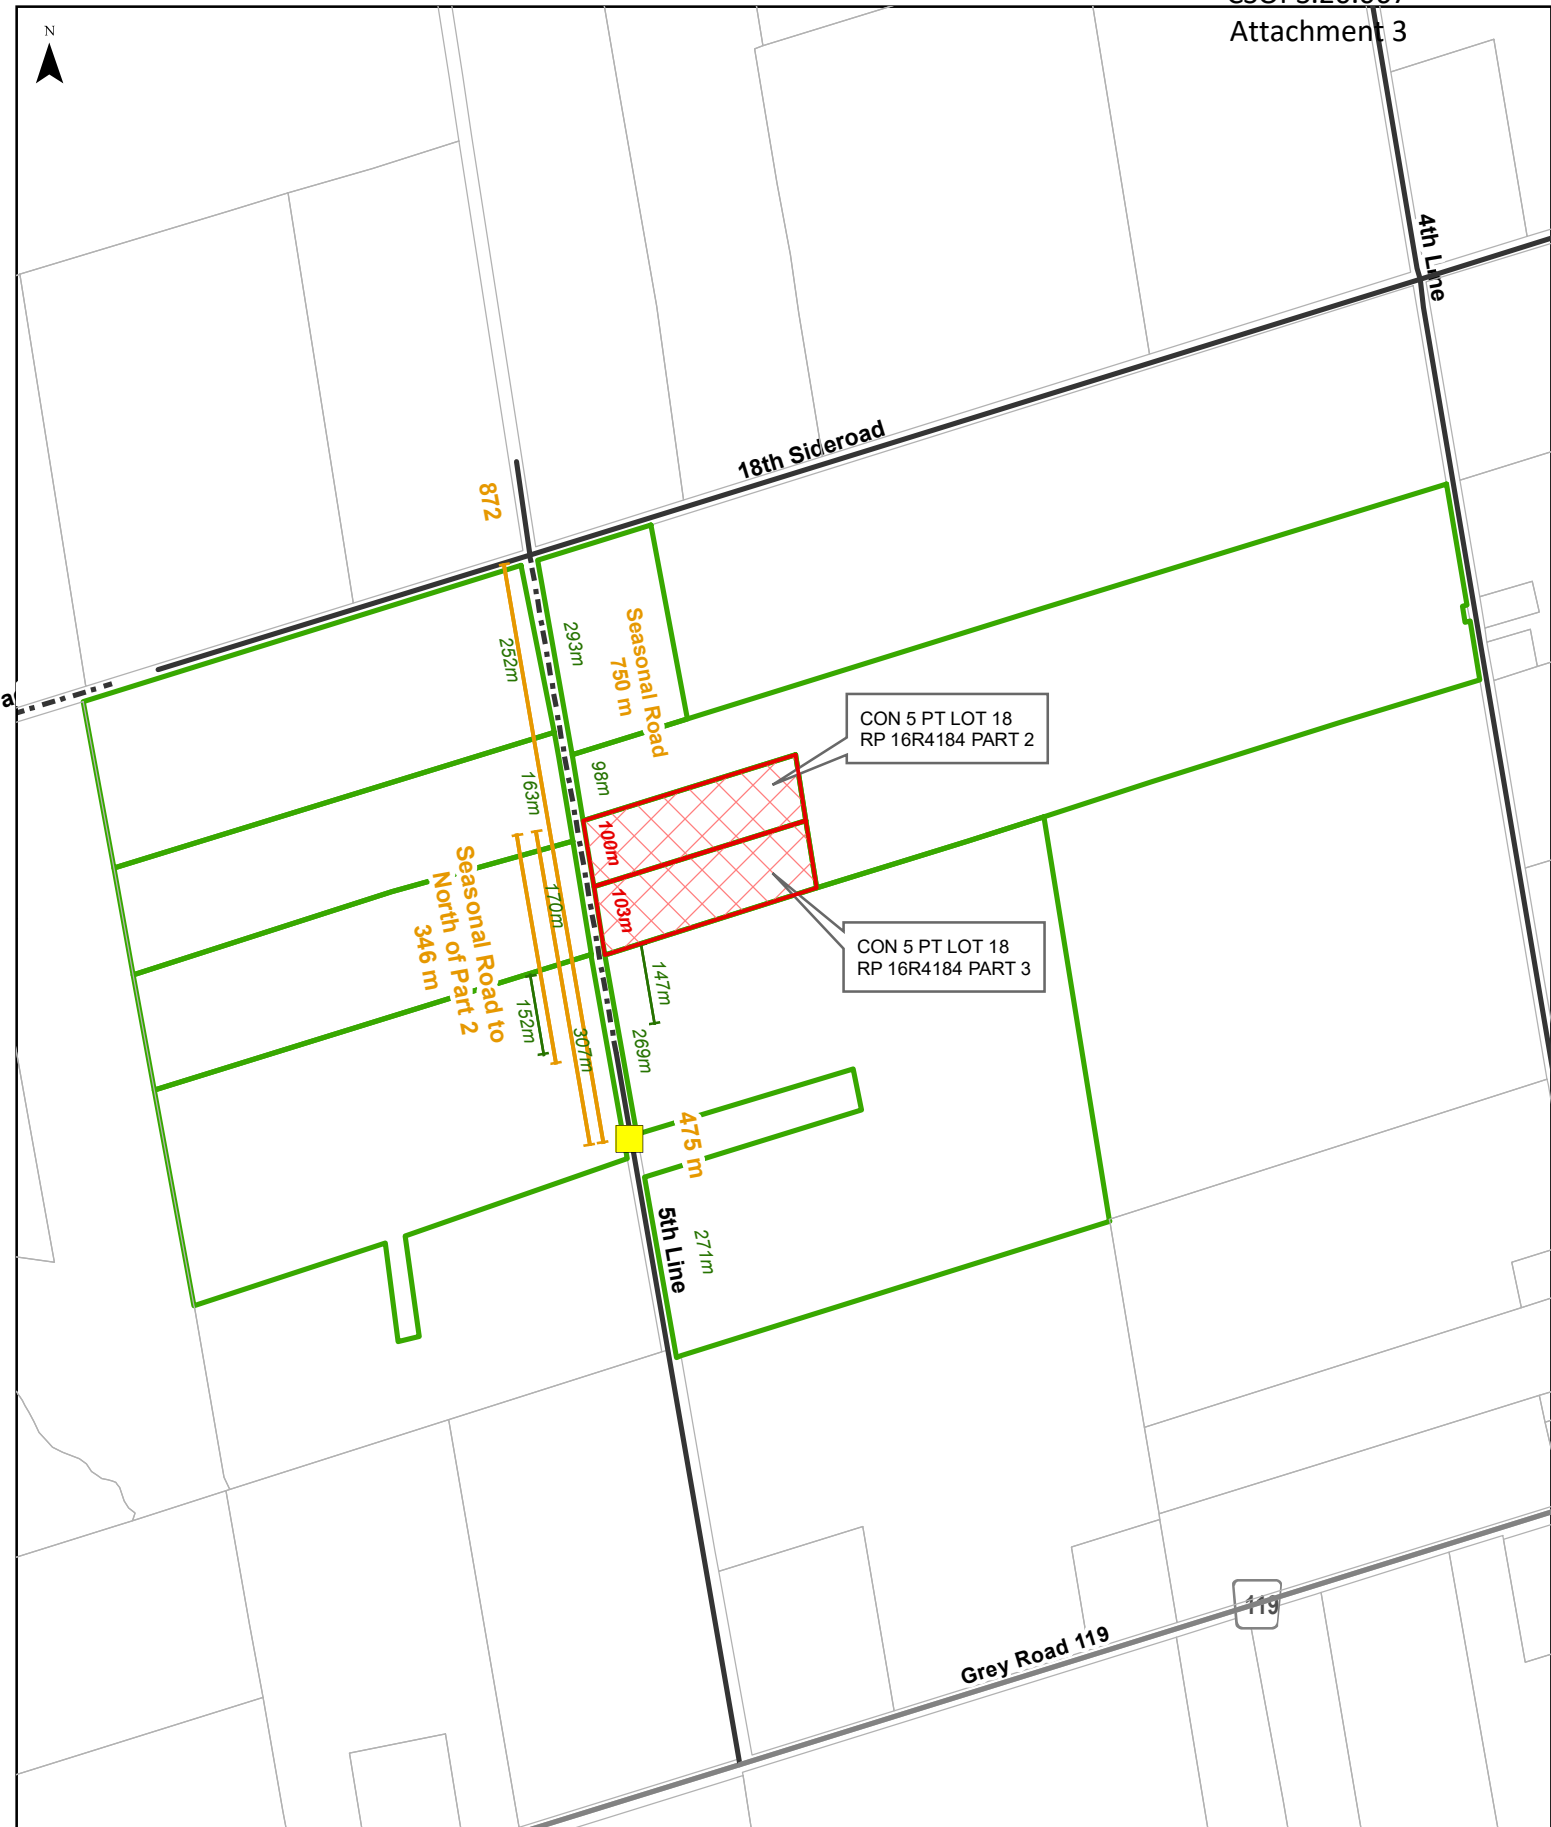 Attachment 3
N
4th Line
18th Sideroad
872
293m
252m
Seasonal Road
750 m
CON 5 PT LOT 18
RP 16R4184 PART 2
98m
163m
100m
Seasonal Road to
North of Part 2
346 m
170m
103m
CON 5 PT LOT 18
RP 16R4184 PART 3
147m
152m
307m
269m
475 m
5th Line
271m
119
Grey Road 119